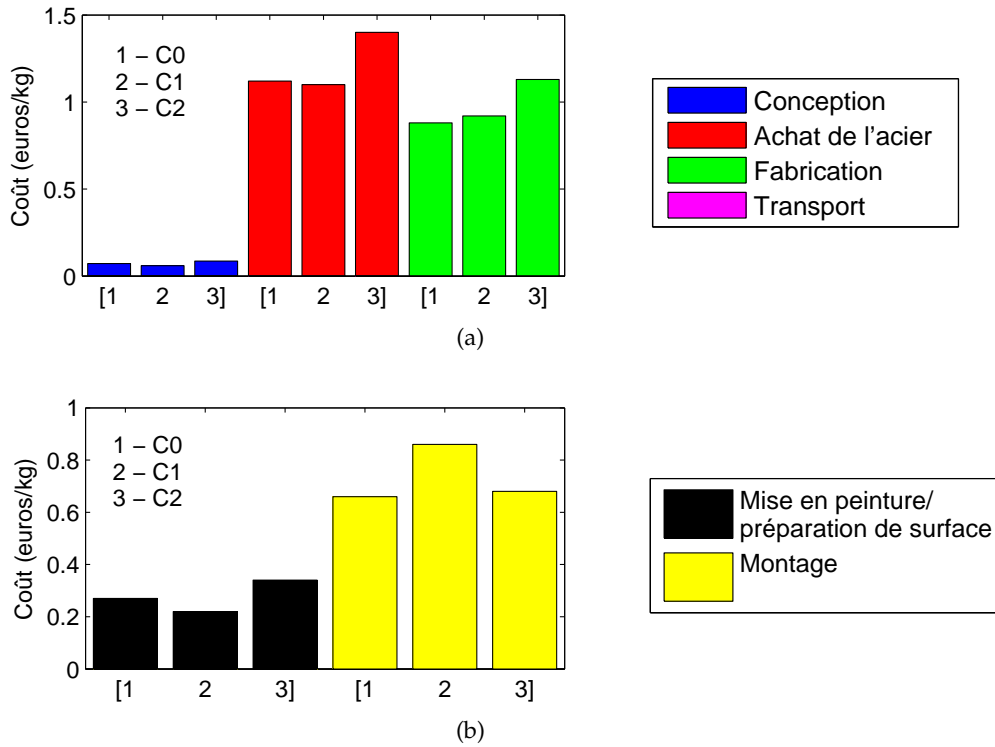 1.5
1
0.5
0
Coût (euros/kg)
1 – C0
2 – C1
3 – C2
[1 2 3] [1 2 3] [1 2 3]
Conception
Achat de l'acier
Fabrication
Transport
(a)
1
0.8
0.6
0.4
0.2
0
Coût (euros/kg)
1 – C0
2 – C1
3 – C2
[1 2 3] [1 2 3]
Mise en peinture/
préparation de surface
Montage
(b)